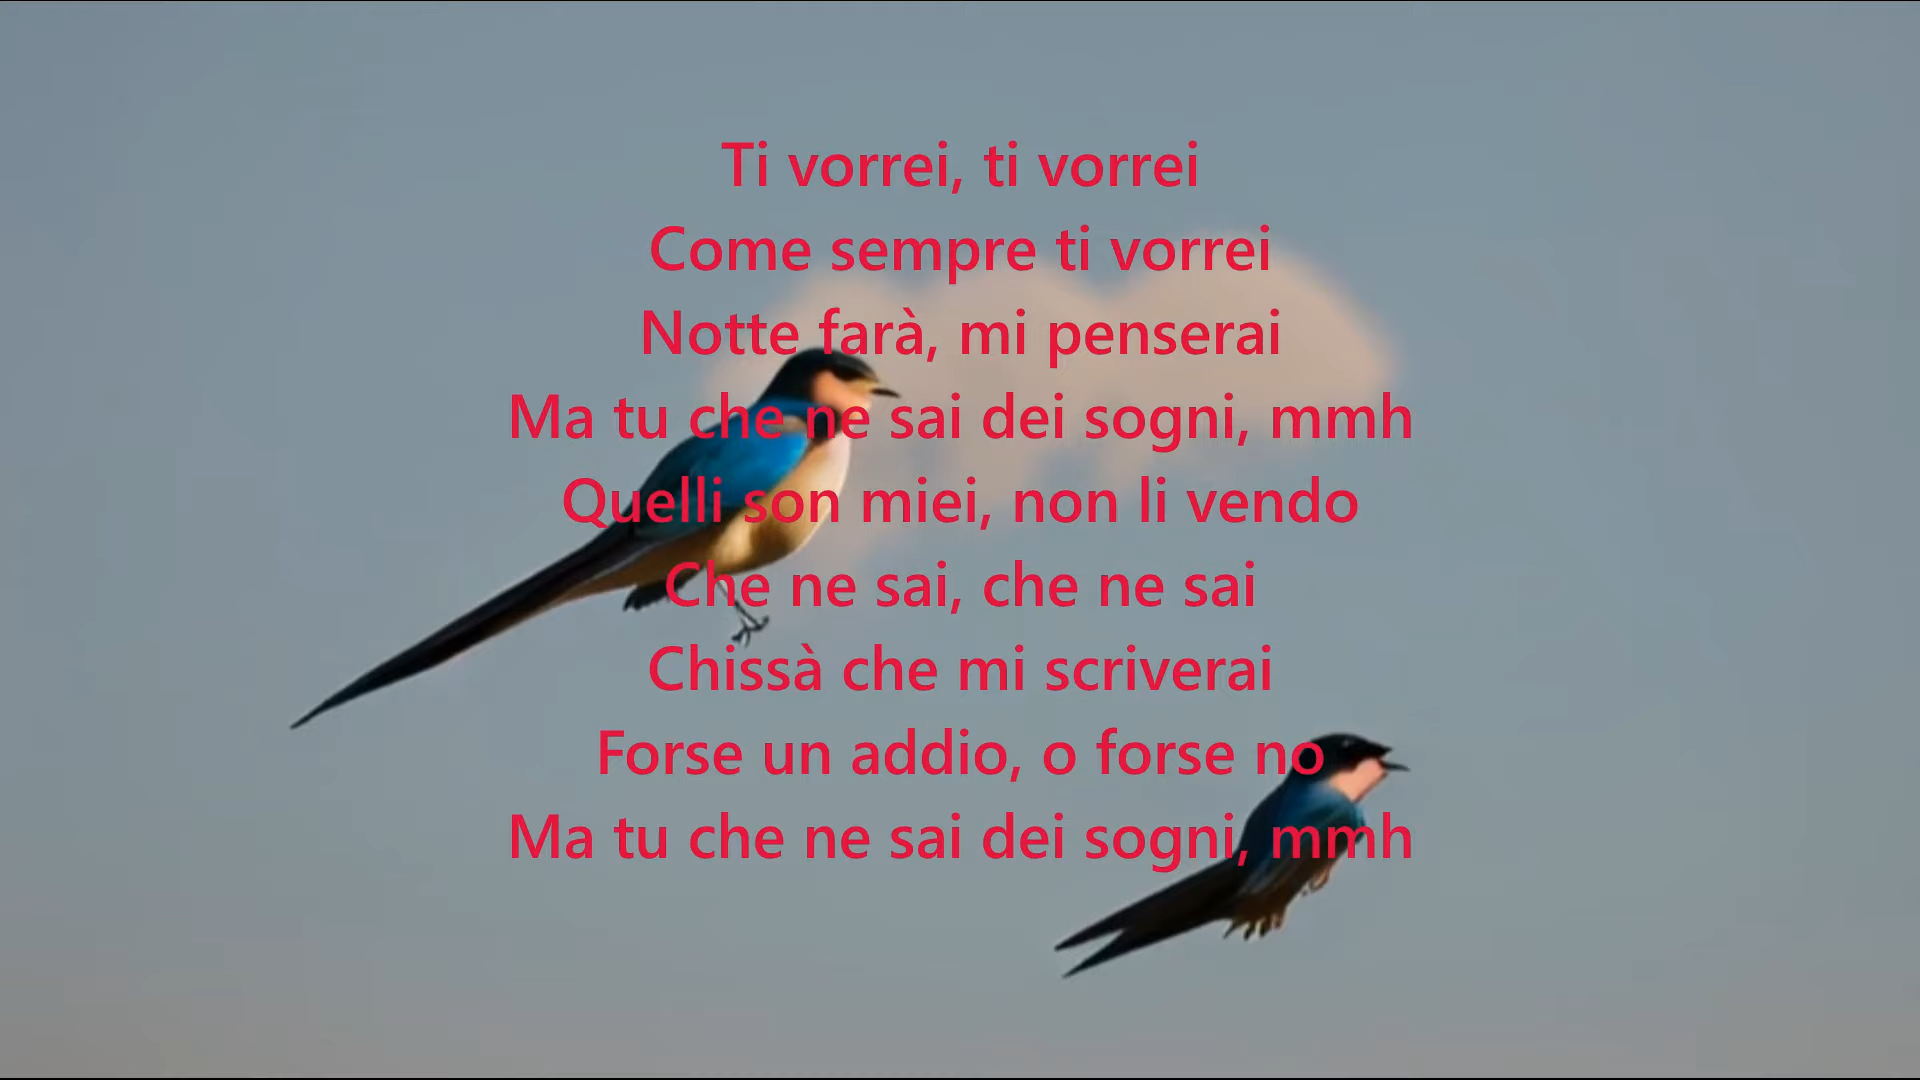 Ti vorrei, ti vorrei
Come sempre ti vorrei
Notte farà, mi penserai
Ma tu che ne sai dei sogni, mmh
Quelli son miei, non li vendo
Che ne sai, che ne sai
Chissà che mi scriverai
Forse un addio, o forse no
Ma tu che ne sai dei sogni, mmh